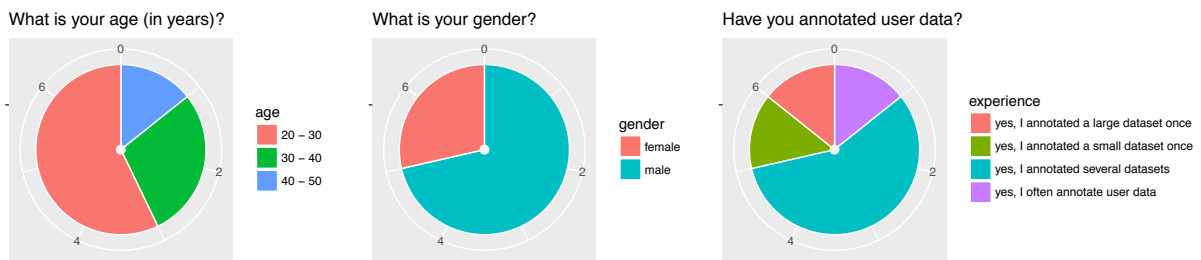 What is your age (in years)?
0
6
2
4
age
20 – 30
30 – 40
40 – 50
What is your gender?
0
6
2
4
gender
female
male
Have you annotated user data?
0
6
2
4
experience
yes, I annotated a large dataset once
yes, I annotated a small dataset once
yes, I annotated several datasets
yes, I often annotate user data